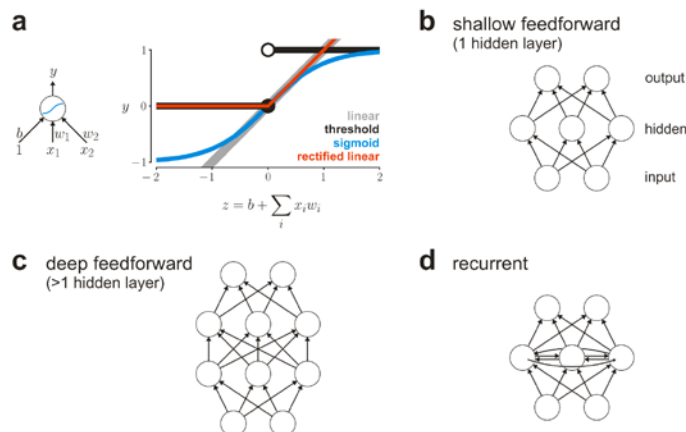 a
y
b w₁ w₂
1 x₁ x₂
1
y 0
-1
linear
threshold
sigmoid
rectified linear
−2 −1 0 1 2
z = b + ∑ᵢ xᵢwᵢ
b shallow feedforward
(1 hidden layer)
output
hidden
input
c deep feedforward
(>1 hidden layer)
d recurrent